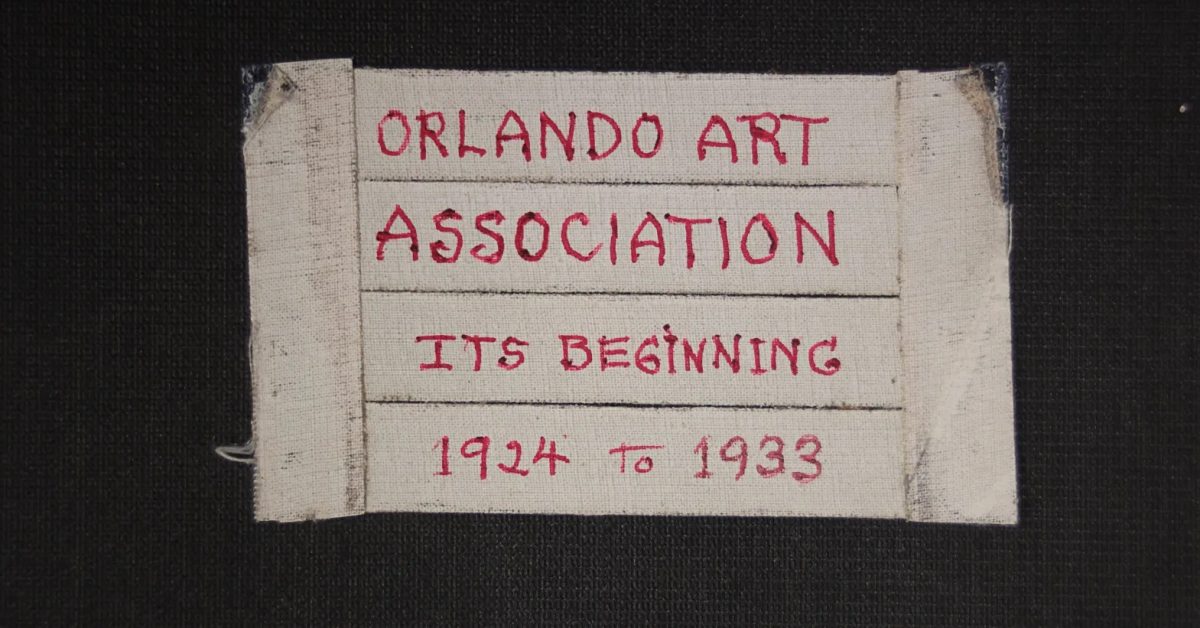 ORLANDO ART
ASSOCIATION
ITS BEGINNING
1924 TO 1933